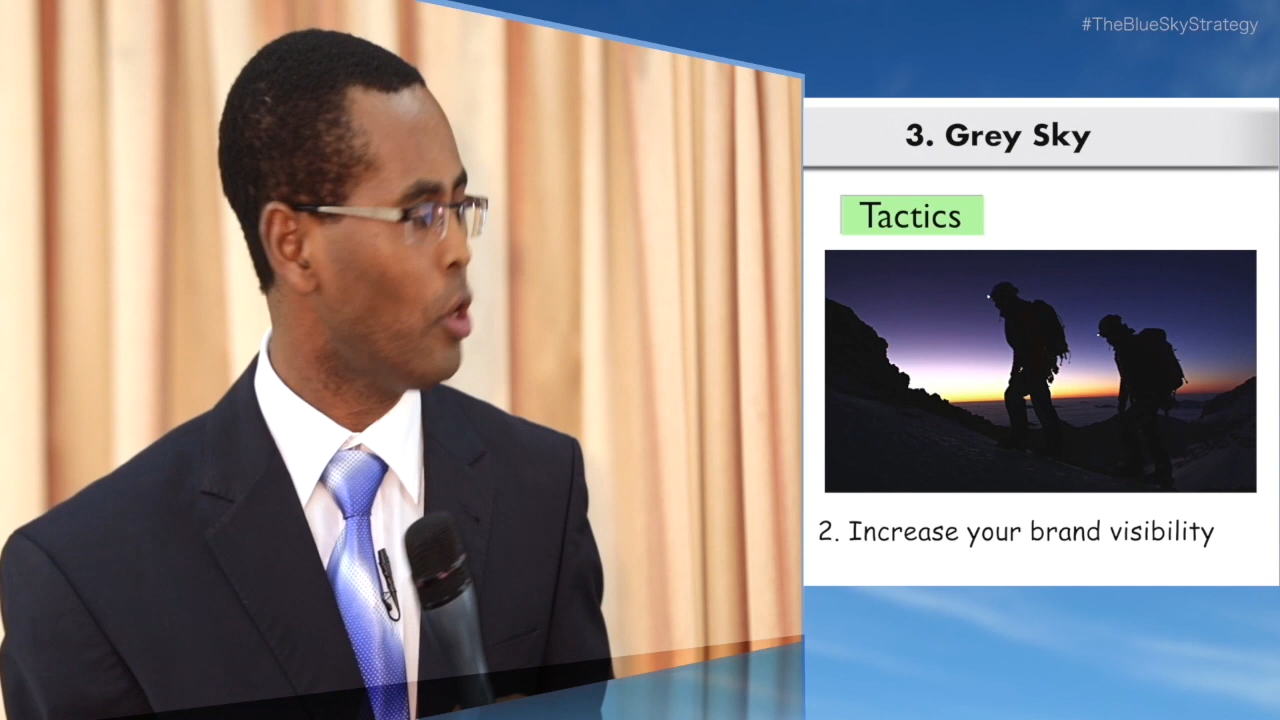 #TheBlueSkyStrategy
3. Grey Sky
Tactics
2. Increase your brand visibility